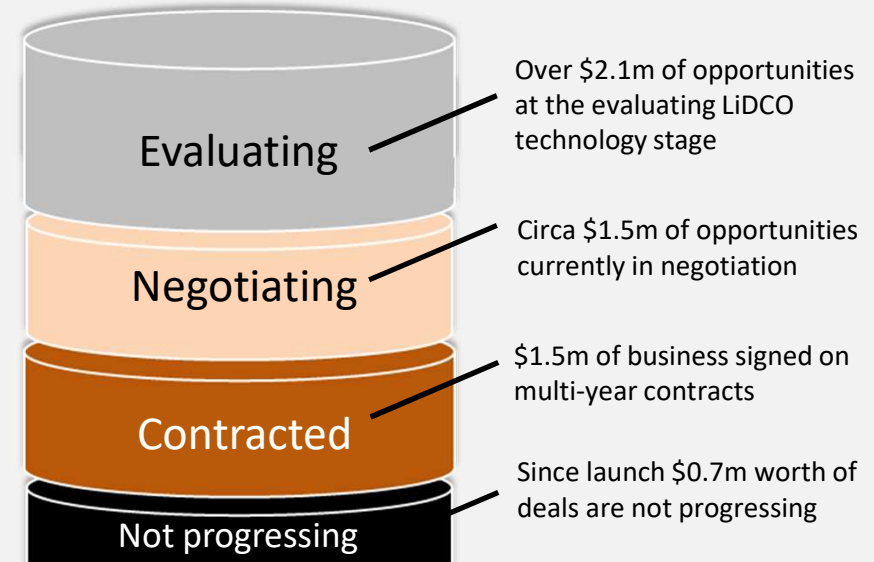 Evaluating
Over $2.1m of opportunities
at the evaluating LiDCO
technology stage
Negotiating
Circa $1.5m of opportunities
currently in negotiation
Contracted
$1.5m of business signed on
multi-year contracts
Not progressing
Since launch $0.7m worth of
deals are not progressing